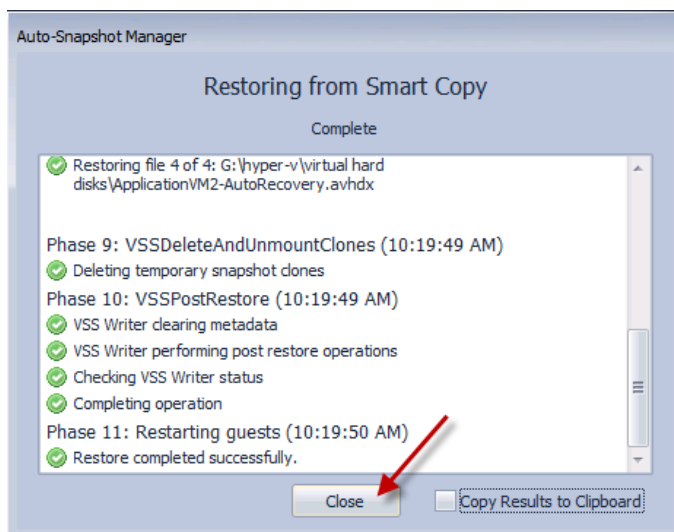 Auto-Snapshot Manager
Restoring from Smart Copy
Complete
Restoring file 4 of 4: G:\hyper-v\virtual hard
disks\ApplicationVM2-AutoRecovery.avhdx
Phase 9: VSSDeleteAndUnmountClones (10:19:49 AM)
Deleting temporary snapshot clones
Phase 10: VSSPostRestore (10:19:49 AM)
VSS Writer clearing metadata
VSS Writer performing post restore operations
Checking VSS Writer status
Completing operation
Phase 11: Restarting guests (10:19:50 AM)
Restore completed successfully.
Close
Copy Results to Clipboard